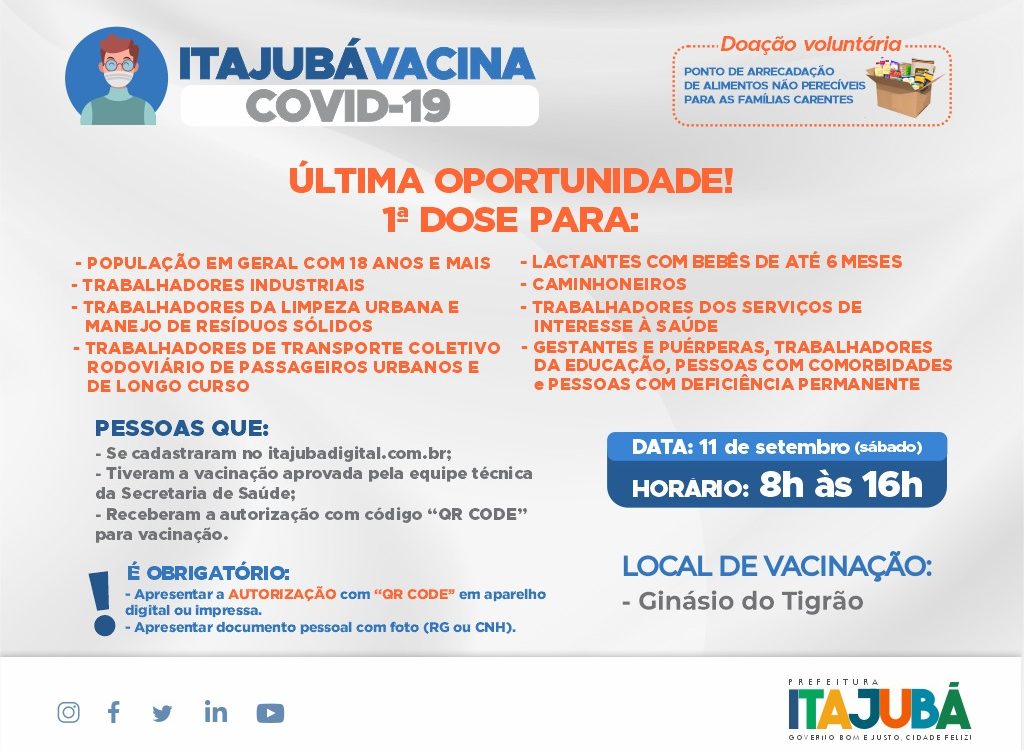 ITAJUBÁVACINA
COVID-19
Doação voluntária
PONTO DE ARRECADAÇÃO
DE ALIMENTOS NÃO PERECÍVEIS
PARA AS FAMÍLIAS CARENTES
ÚLTIMA OPORTUNIDADE!
1ª DOSE PARA:
- POPULAÇÃO EM GERAL COM 18 ANOS E MAIS
- TRABALHADORES INDUSTRIAIS
- TRABALHADORES DA LIMPEZA URBANA E
MANEJO DE RESÍDUOS SÓLIDOS
- TRABALHADORES DE TRANSPORTE COLETIVO
RODOVIÁRIO DE PASSAGEIROS URBANOS E
DE LONGO CURSO
- LACTANTES COM BEBÊS DE ATÉ 6 MESES
- CAMINHONEIROS
- TRABALHADORES DOS SERVIÇOS DE
INTERESSE À SAÚDE
- GESTANTES E PUÉRPERAS, TRABALHADORES
DA EDUCAÇÃO, PESSOAS COM COMORBIDADES
e PESSOAS COM DEFICIÊNCIA PERMANENTE
PESSOAS QUE:
- Se cadastraram no itajubadigital.com.br;
- Tiveram a vacinação aprovada pela equipe técnica
da Secretaria de Saúde;
- Receberam a autorização com código “QR CODE”
para vacinação.
É OBRIGATÓRIO:
- Apresentar a AUTORIZAÇÃO com “QR CODE” em aparelho
digital ou impressa.
- Apresentar documento pessoal com foto (RG ou CNH).
DATA: 11 de setembro (sábado)
HORÁRIO: 8h às 16h
LOCAL DE VACINAÇÃO:
- Ginásio do Tigrão
PREFEITURA
ITAJUBÁ
GOVERNO BOM E JUSTO, CIDADE FELIZ!